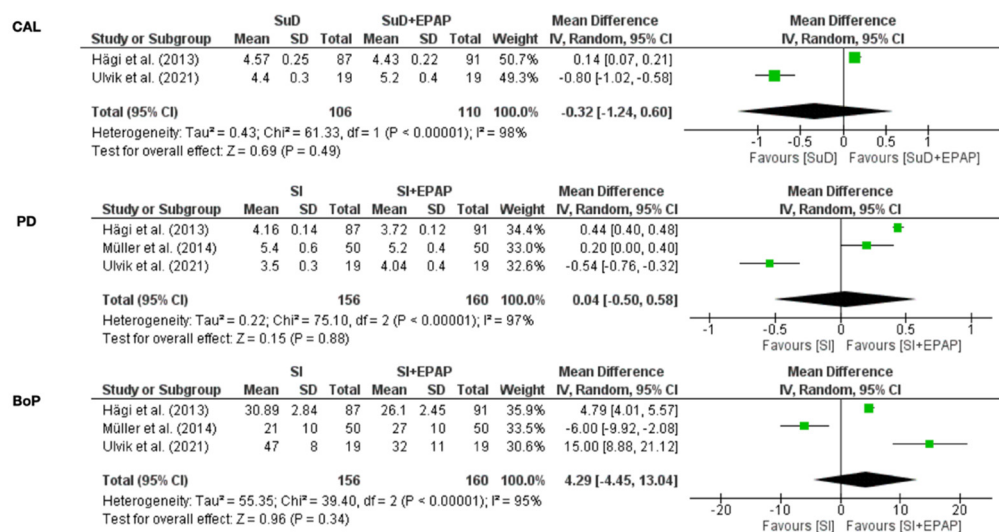 CAL
SuD SuD+EPAP Mean Difference Mean Difference
Study or Subgroup Mean SD Total Mean SD Total Weight IV, Random, 95% CI IV, Random, 95% CI
Hägi et al. (2013) 4.57 0.25 87 4.43 0.22 91 50.7% 0.14 [0.07, 0.21]
Ulvik et al. (2021) 4.4 0.3 19 5.2 0.4 19 49.3% -0.80 [-1.02, -0.58]
Total (95% CI) 106 110 100.0% -0.32 [-1.24, 0.60]
Heterogeneity: Tau² = 0.43; Chi² = 61.33, df = 1 (P < 0.00001); I² = 98%
Test for overall effect: Z = 0.69 (P = 0.49)
-1 -0.5 0 0.5 1
Favours [SuD] Favours [SuD+EPAP]
PD
SI SI+EPAP Mean Difference Mean Difference
Study or Subgroup Mean SD Total Mean SD Total Weight IV, Random, 95% CI IV, Random, 95% CI
Hägi et al. (2013) 4.16 0.14 87 3.72 0.12 91 34.4% 0.44 [0.40, 0.48]
Müller et al. (2014) 5.4 0.6 50 5.2 0.4 50 33.0% 0.20 [0.00, 0.40]
Ulvik et al. (2021) 3.5 0.3 19 4.04 0.4 19 32.6% -0.54 [-0.76, -0.32]
Total (95% CI) 156 160 100.0% 0.04 [-0.50, 0.58]
Heterogeneity: Tau² = 0.22; Chi² = 75.10, df = 2 (P < 0.00001); I² = 97%
Test for overall effect: Z = 0.15 (P = 0.88)
-1 -0.5 0 0.5 1
Favours [SI] Favours [SI+EPAP]
BoP
SI SI+EPAP Mean Difference Mean Difference
Study or Subgroup Mean SD Total Mean SD Total Weight IV, Random, 95% CI IV, Random, 95% CI
Hägi et al. (2013) 30.89 2.84 87 26.1 2.45 91 35.9% 4.79 [4.01, 5.57]
Müller et al. (2014) 21 10 50 27 10 50 33.5% -6.00 [-9.92, -2.08]
Ulvik et al. (2021) 47 8 19 32 11 19 30.6% 15.00 [8.88, 21.12]
Total (95% CI) 156 160 100.0% 4.29 [-4.45, 13.04]
Heterogeneity: Tau² = 55.35; Chi² = 39.40, df = 2 (P < 0.00001); I² = 95%
Test for overall effect: Z = 0.96 (P = 0.34)
-20 -10 0 10 20
Favours [SI] Favours [SI+EPAP]